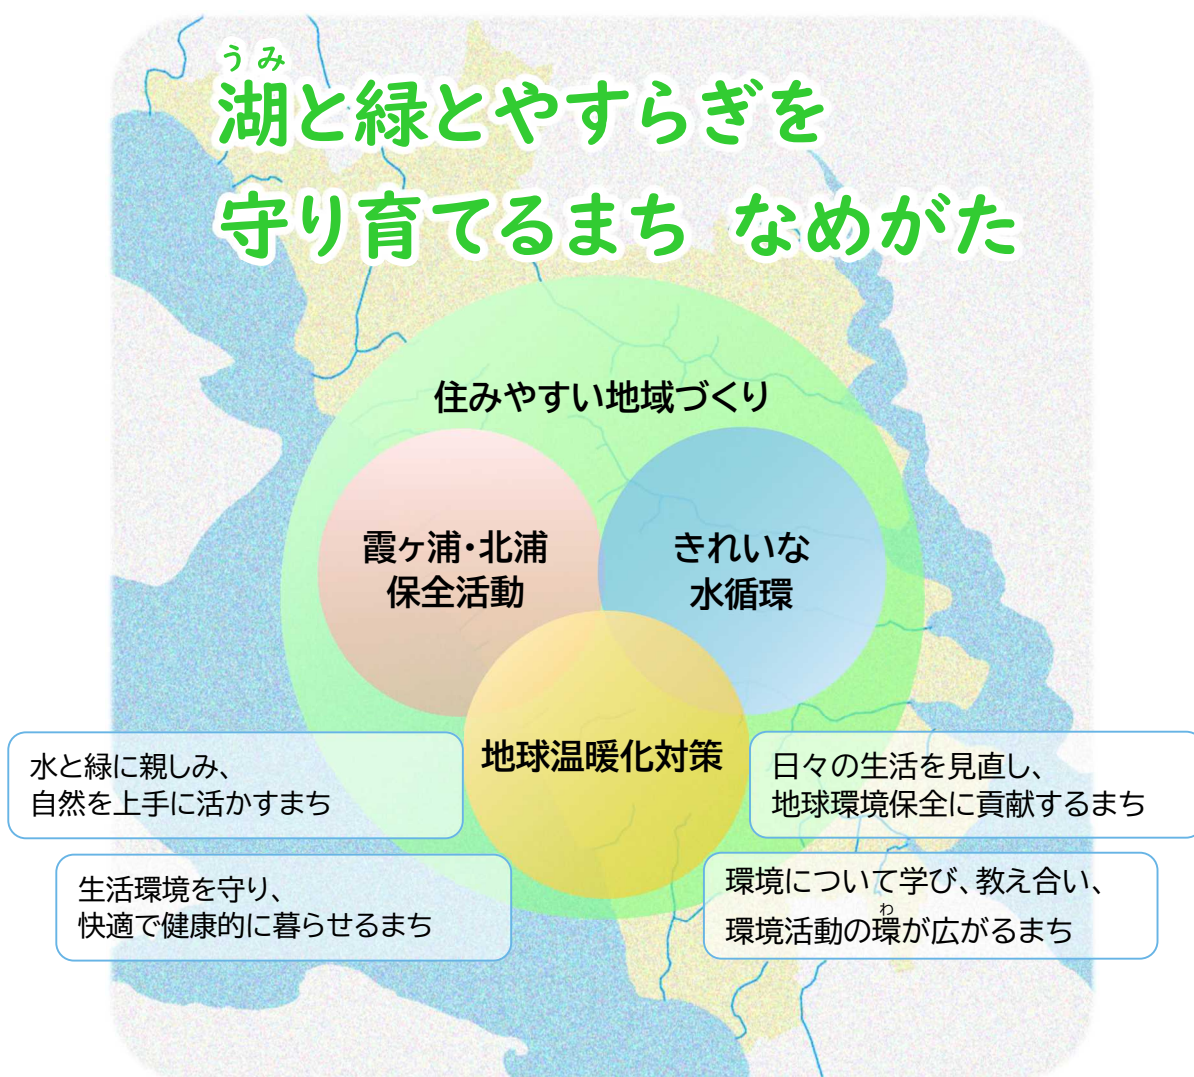 うみ
湖と緑とやすらぎを
守り育てるまち なめがた
住みやすい地域づくり
霞ヶ浦・北浦
保全活動
きれいな
水循環
地球温暖化対策
水と緑に親しみ、
自然を上手に活かすまち
日々の生活を見直し、
地球環境保全に貢献するまち
生活環境を守り、
快適で健康的に暮らせるまち
環境について学び、教え合い、
わ
環境活動の環が広がるまち